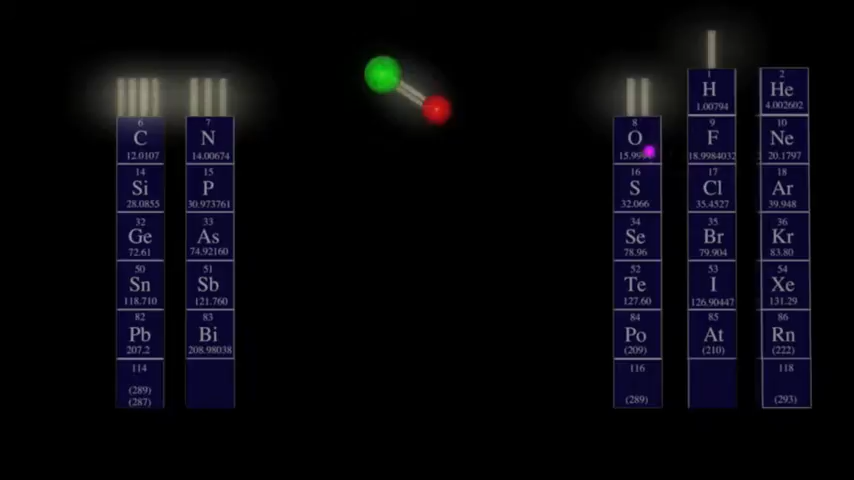 6
C
12.0107
14
Si
28.0855
32
Ge
72.61
50
Sn
118.710
82
Pb
207.2
114
(289)
(287)
7
N
14.00674
15
P
30.973761
33
As
74.92160
51
Sb
121.760
83
Bi
208.98038
8
O
16
S
32.066
34
Se
78.96
52
Te
127.60
84
Po
(209)
116
(289)
1
H
1.00794
9
F
18.9984032
17
Cl
35.4527
35
Br
79.904
53
I
126.90447
85
At
(210)
2
He
4.002602
10
Ne
20.1797
18
Ar
39.948
36
Kr
83.80
54
Xe
131.29
86
Rn
(222)
118
(293)